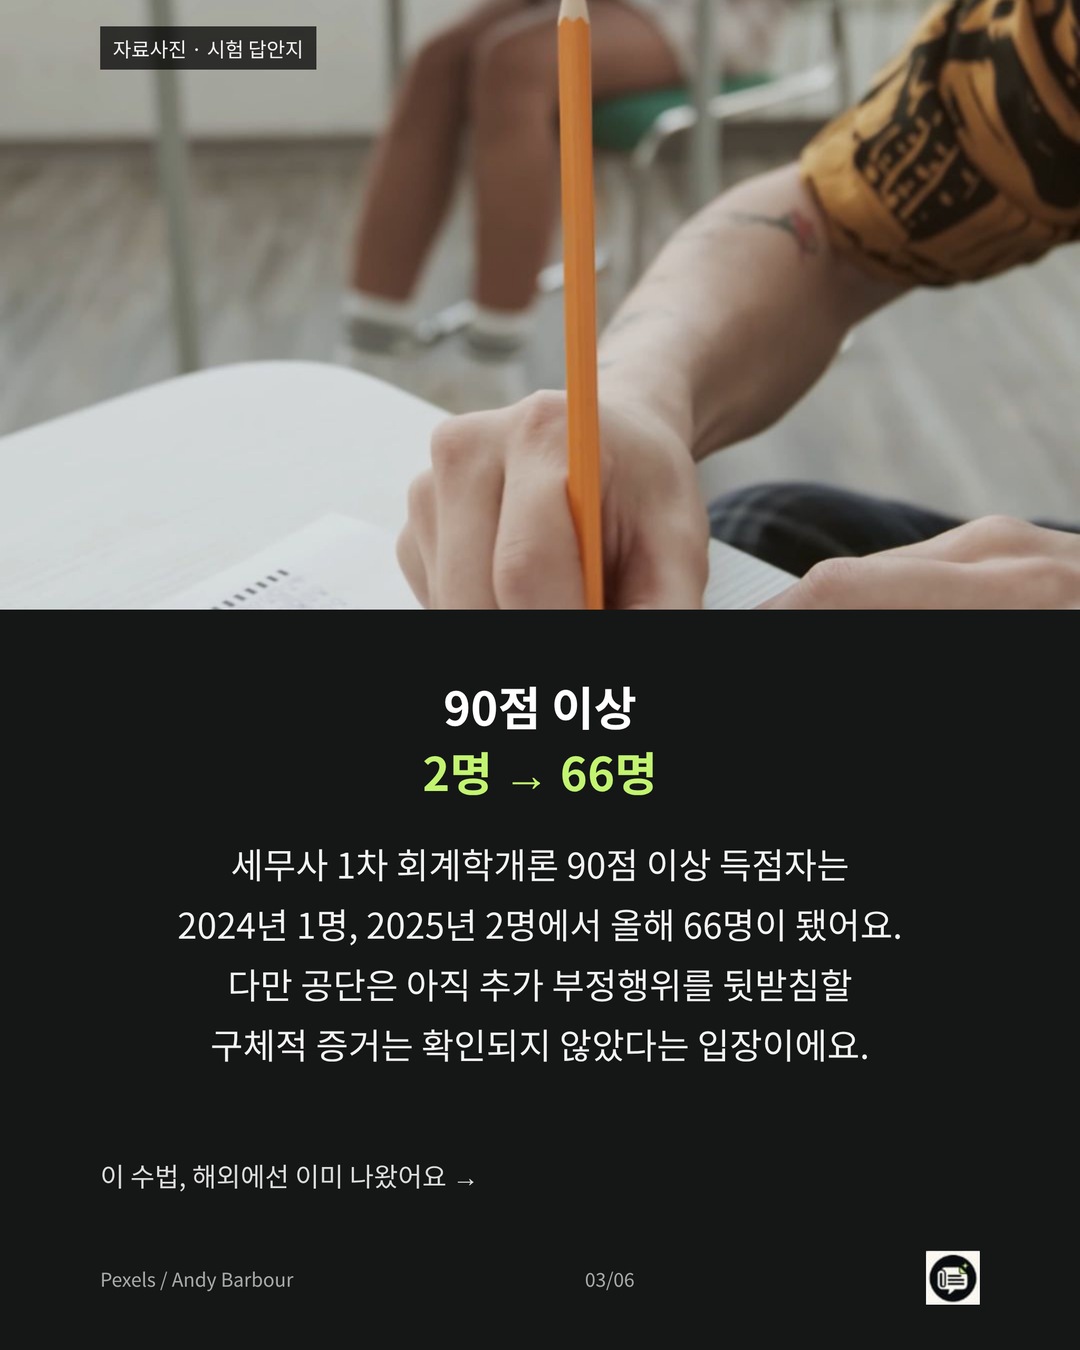 자료사진 · 시험 답안지
90점 이상
2명 → 66명
세무사 1차 회계학개론 90점 이상 득점자는
2024년 1명, 2025년 2명에서 올해 66명이 됐어요.
다만 공단은 아직 추가 부정행위를 뒷받침할
구체적 증거는 확인되지 않았다는 입장이에요.
이 수법, 해외에선 이미 나왔어요 →
Pexels / Andy Barbour
03/06